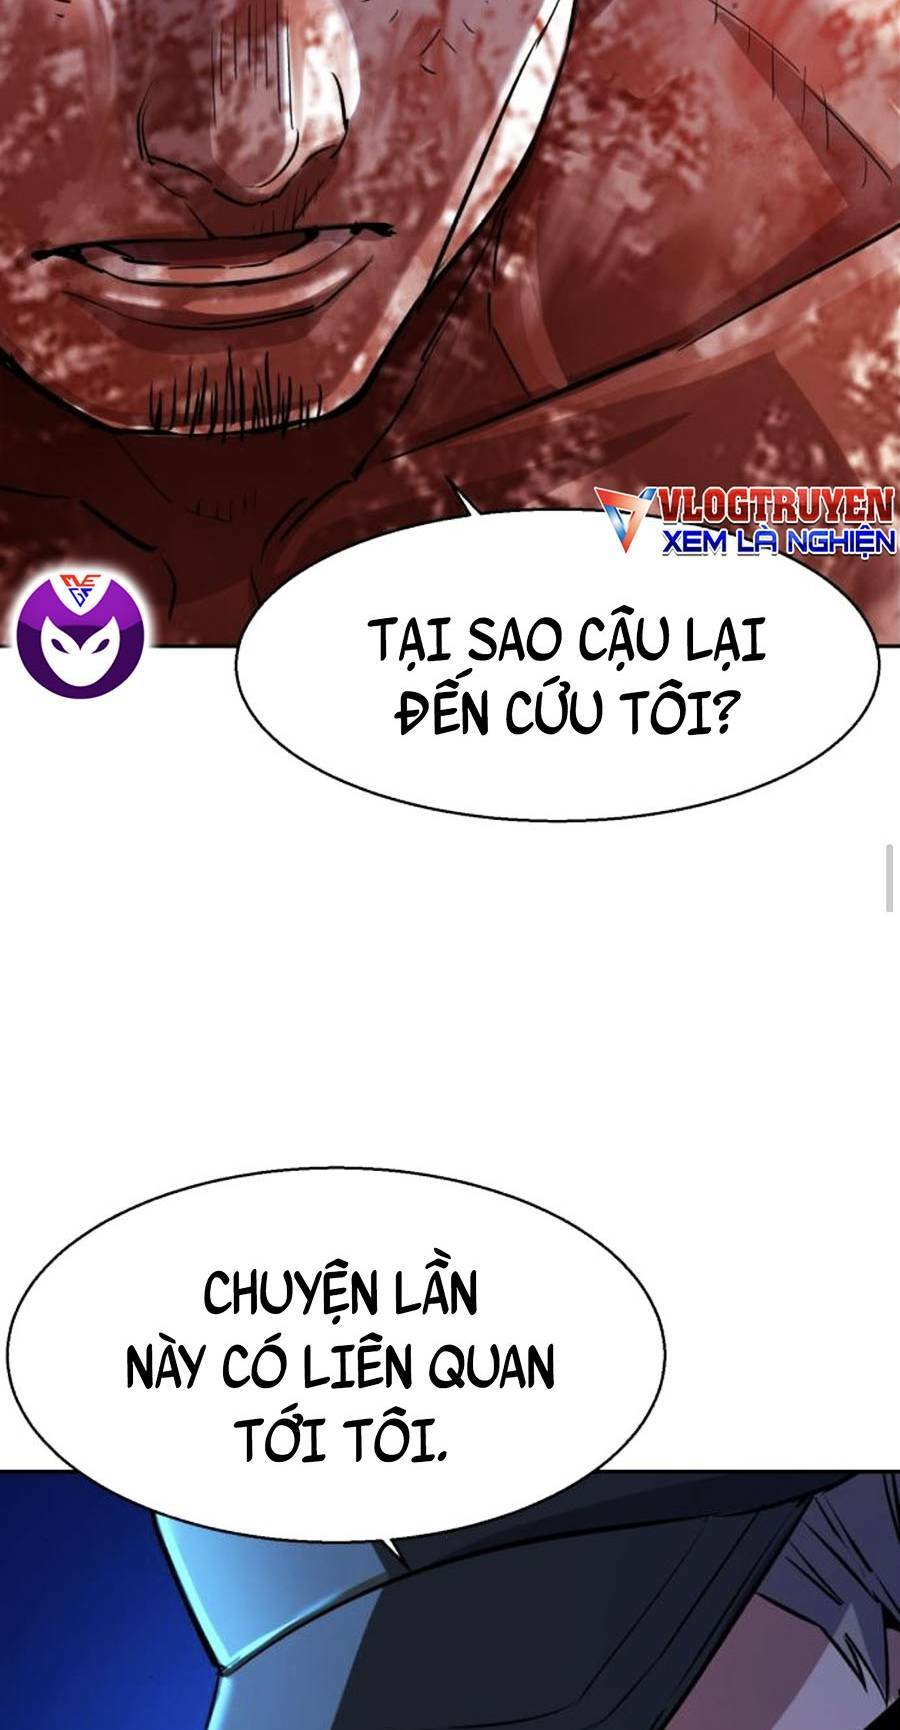 VLOGTRUYEN
XEM LÀ NGHIỆN
TẠI SAO CẬU LẠI
ĐẾN CỨU TÔI?
CHUYỆN LẦN
NÀY CÓ LIÊN QUAN
TỚI TÔI.